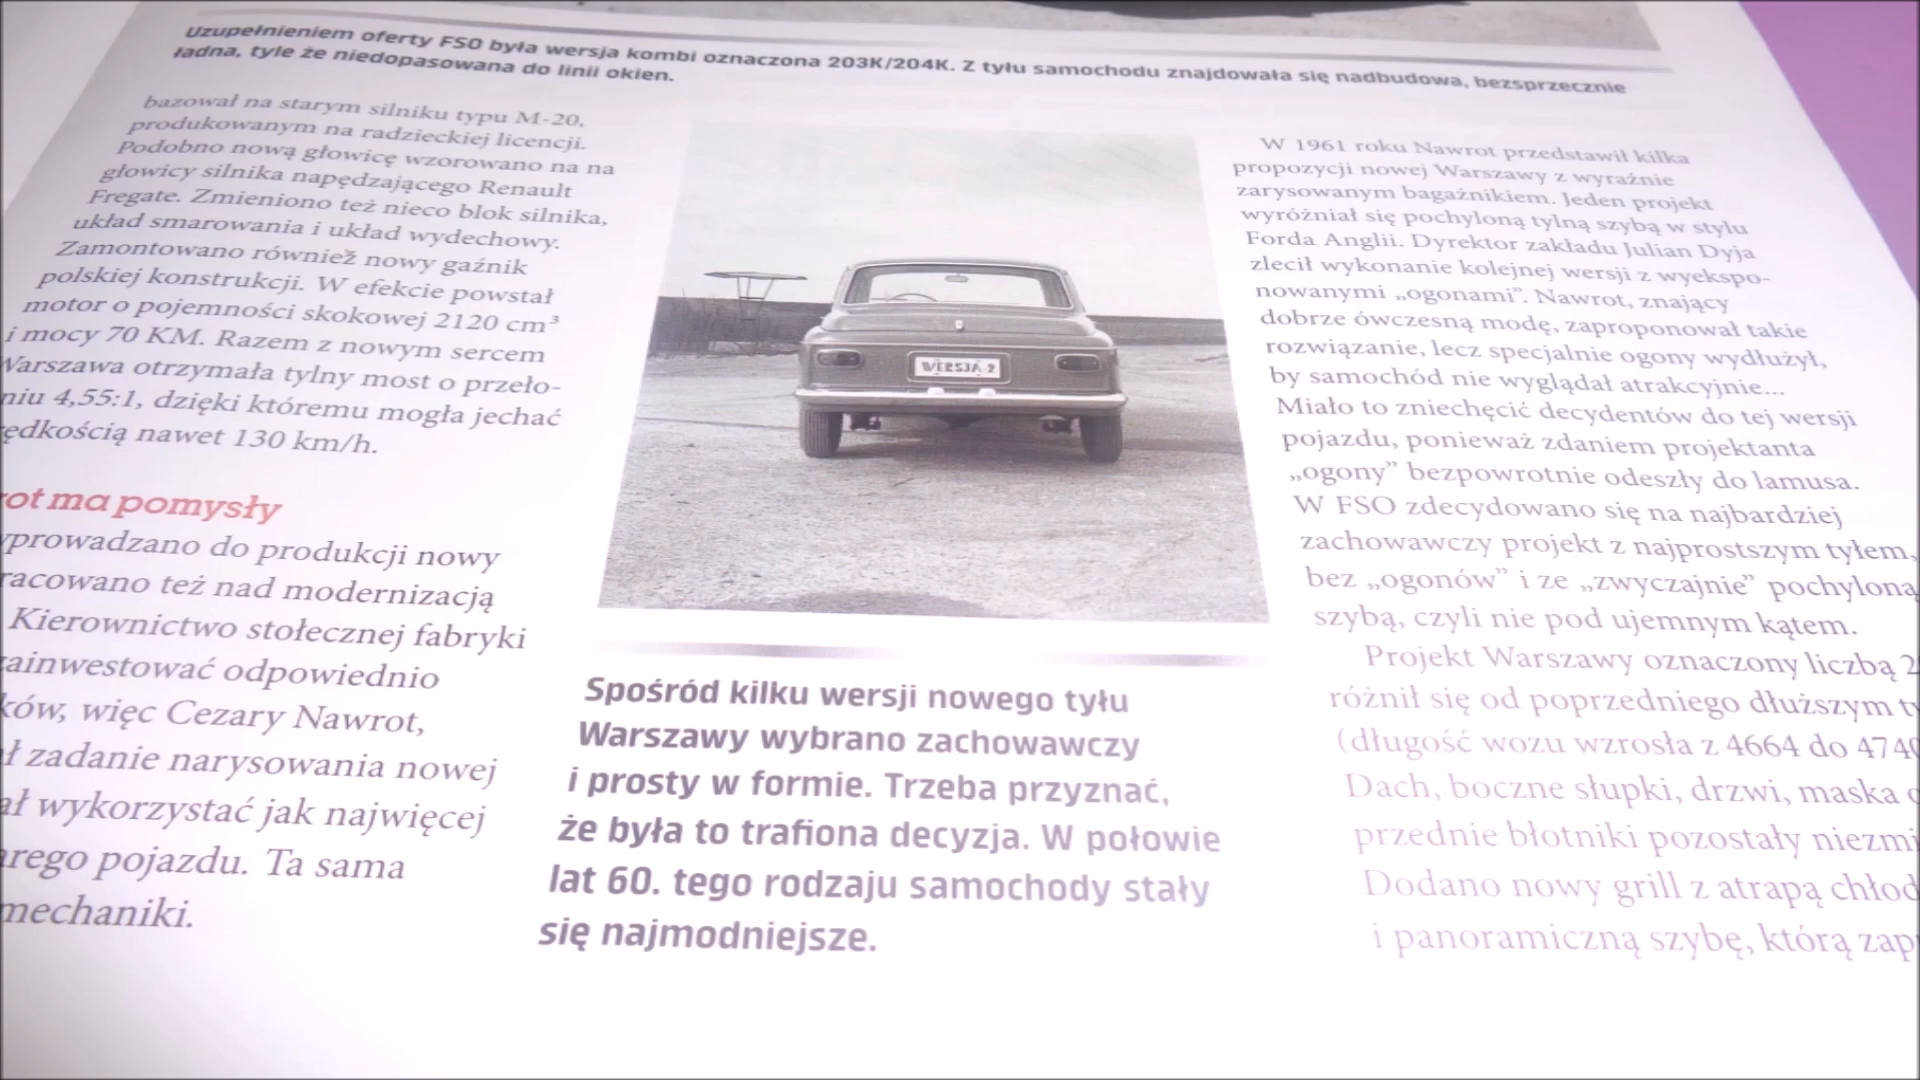 Uzupełnieniem oferty FSO była wersja kombi oznaczona 203K/204K. Z tyłu samochodu znajdowała się nadbudowa, bezsprzecznie
ładna, tyle że niedopasowana do linii okien.
bazował na starym silniku typu M-20,
produkowanym na radzieckiej licencji.
Podobno nową głowicę wzorowano na na
głowicy silnika napędzającego Renault
Fregate. Zmieniono też nieco blok silnika,
układ smarowania i układ wydechowy.
Zamontowano również nowy gaźnik
polskiej konstrukcji. W efekcie powstał
motor o pojemności skokowej 2120 cm³
i mocy 70 KM. Razem z nowym sercem
Warszawa otrzymała tylny most o przeło-
niu 4,55:1, dzięki któremu mogła jechać
ędkością nawet 130 km/h.
ot ma pomysły
prowadzano do produkcji nowy
racowano też nad modernizacją
Kierownictwo stołecznej fabryki
zainwestować odpowiednio
ków, więc Cezary Nawrot,
ał zadanie narysowania nowej
ał wykorzystać jak najwięcej
arego pojazdu. Ta sama
mechaniki.
WERSJA 2
Spośród kilku wersji nowego tyłu
Warszawy wybrano zachowawczy
i prosty w formie. Trzeba przyznać,
że była to trafiona decyzja. W połowie
lat 60. tego rodzaju samochody stały
się najmodniejsze.
W 1961 roku Nawrot przedstawił kilka
propozycji nowej Warszawy z wyraźnie
zarysowanym bagażnikiem. Jeden projekt
wyróżniał się pochyloną tylną szybą w stylu
Forda Anglii. Dyrektor zakładu Julian Dyja
zlecił wykonanie kolejnej wersji z wyekspo-
nowanymi „ogonami”. Nawrot, znający
dobrze ówczesną modę, zaproponował takie
rozwiązanie, lecz specjalnie ogony wydłużył,
by samochód nie wyglądał atrakcyjnie...
Miało to zniechęcić decydentów do tej wersji
pojazdu, ponieważ zdaniem projektanta
„ogony” bezpowrotnie odeszły do lamusa.
W FSO zdecydowano się na najbardziej
zachowawczy projekt z najprostszym tyłem,
bez „ogonów” i ze „zwyczajnie” pochyloną
szybą, czyli nie pod ujemnym kątem.
Projekt Warszawy oznaczony liczbą 2
różnił się od poprzedniego dłuższym ty
(długość wozu wzrosła z 4664 do 4740
Dach, boczne słupki, drzwi, maska
przednie błotniki pozostały niezmi
Dodano nowy grill z atrapą chłod
i panoramiczną szybę, którą zap